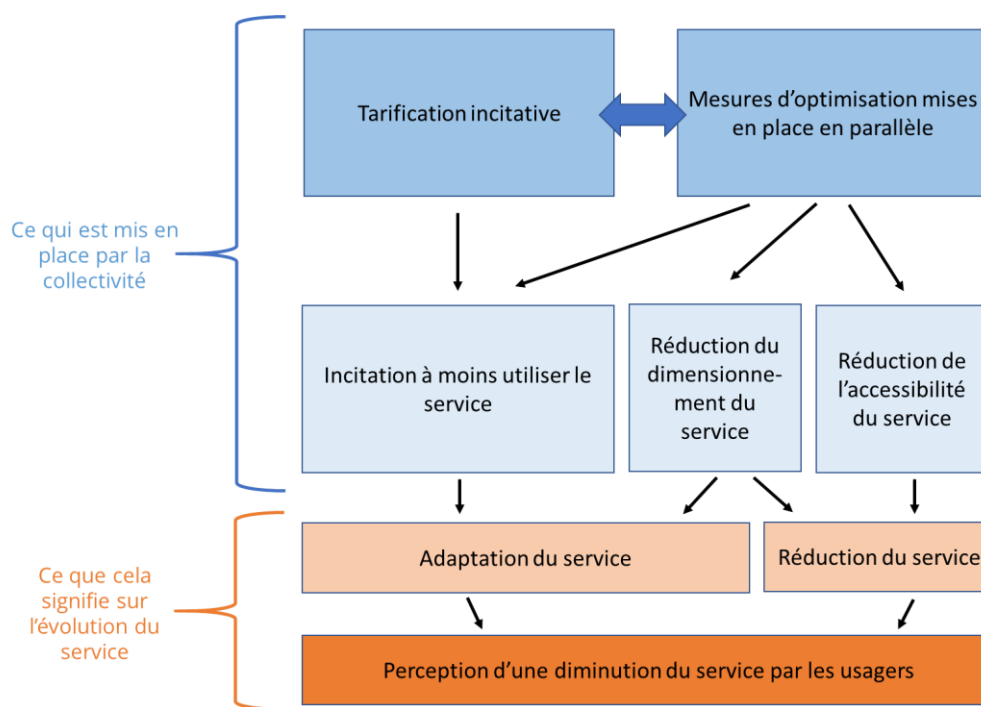 Tarification incitative
Mesures d'optimisation mises
en place en parallèle
Ce qui est mis en
place par la
collectivité
Incitation à moins utiliser le
service
Réduction du
dimensionne-
ment du
service
Réduction de
l'accessibilité
du service
Ce que cela
signifie sur
l'évolution du
service
Adaptation du service
Réduction du service
Perception d'une diminution du service par les usagers